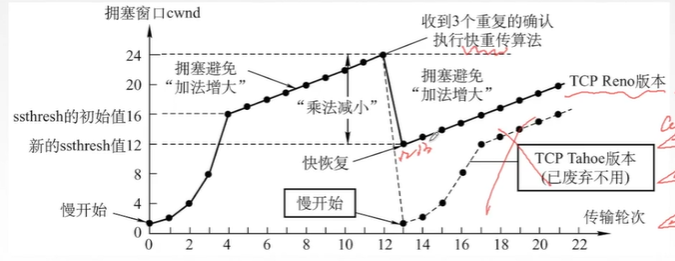 拥塞窗口cwnd
收到3个重复的确认
执行快重传算法
24
20
ssthresh的初始值16
新的ssthresh值12
8
4
0
拥塞避免
“加法增大”
“乘法减小”
拥塞避免
“加法增大”
TCP Reno版本
快恢复
12 13
TCP Tahoe版本
(已废弃不用)
慢开始
慢开始
传输轮次
0 2 4 6 8 10 12 14 16 18 20 22